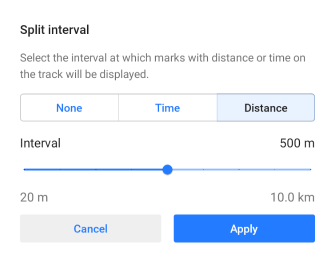 Split interval
Select the interval at which marks with distance or time on
the track will be displayed.
None Time Distance
Interval 500 m
20 m 10.0 km
Cancel Apply